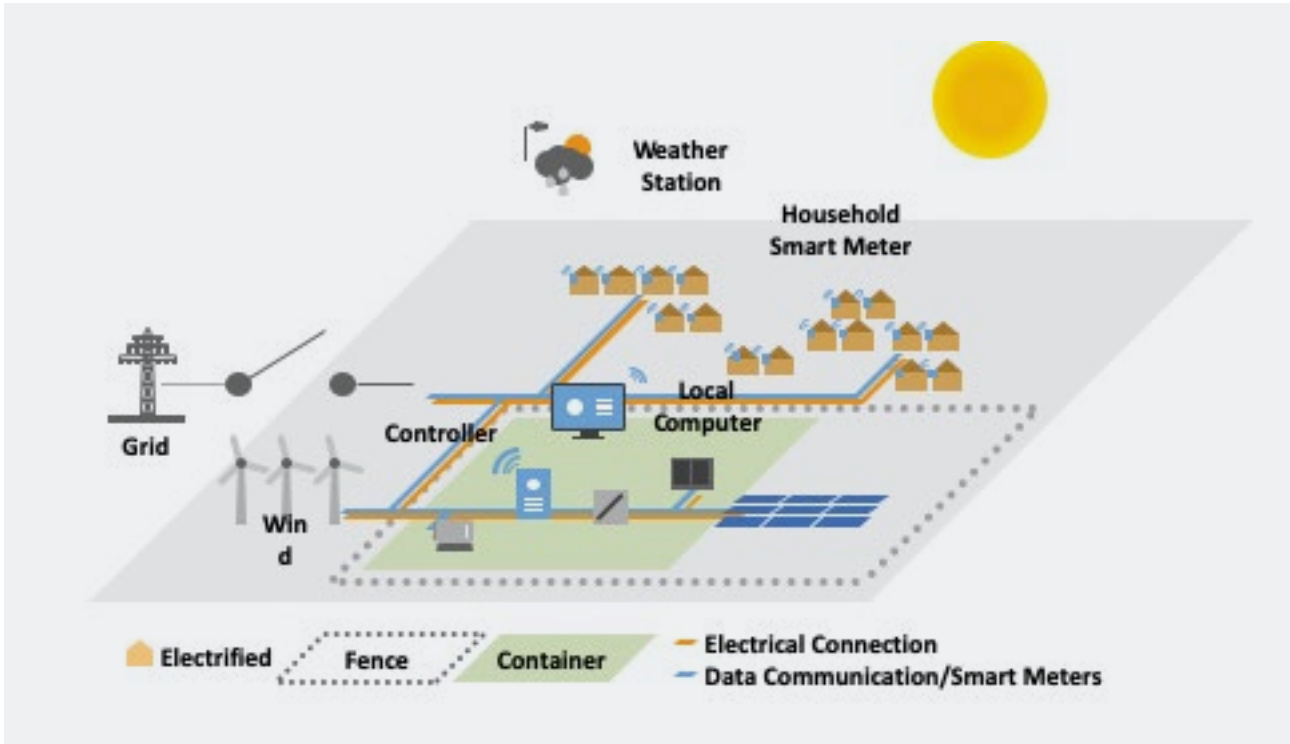 Weather
Station
Household
Smart Meter
Local
Computer
Controller
Grid
Win
d
Electrified
Fence
Container
Electrical Connection
Data Communication/Smart Meters